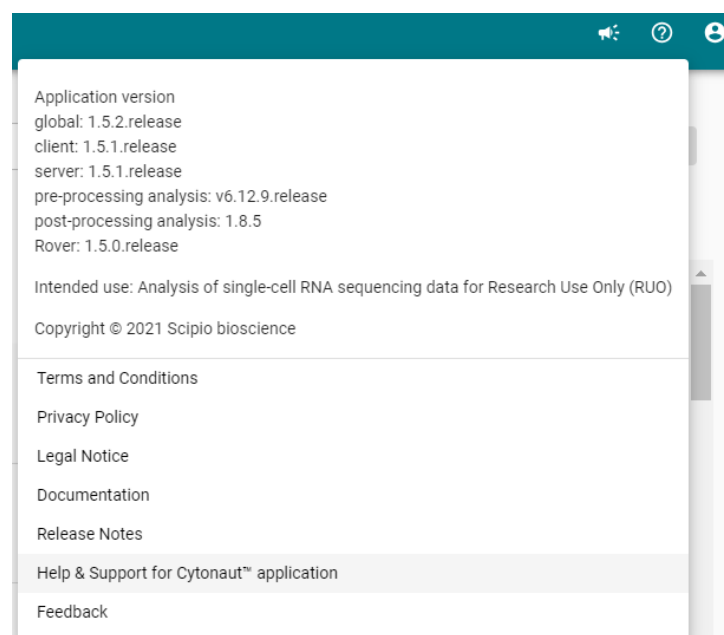 Application version
global: 1.5.2.release
client: 1.5.1.release
server: 1.5.1.release
pre-processing analysis: v6.12.9.release
post-processing analysis: 1.8.5
Rover: 1.5.0.release
Intended use: Analysis of single-cell RNA sequencing data for Research Use Only (RUO)
Copyright © 2021 Scipio bioscience
Terms and Conditions
Privacy Policy
Legal Notice
Documentation
Release Notes
Help & Support for Cytonaut™ application
Feedback